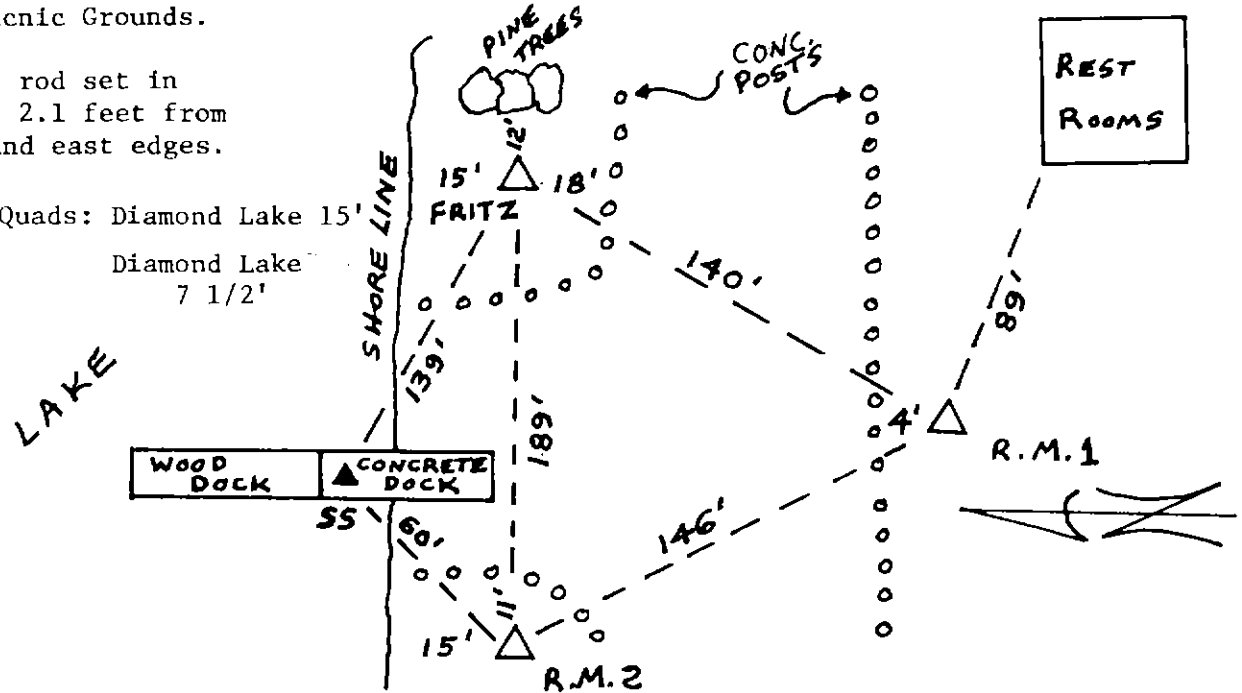 cnic Grounds.
rod set in
2.1 feet from
nd east edges.
Quads: Diamond Lake 15'
Diamond Lake
7 1/2'
PINE
TREES
CONC.
POSTS
REST
ROOMS
12'
15'
18'
FRITZ
SHORE LINE
140'
89'
139'
189'
LAKE
4'
R.M.1
WOOD
DOCK
CONCRETE
DOCK
SS
60'
146'
11'
15'
R.M.2